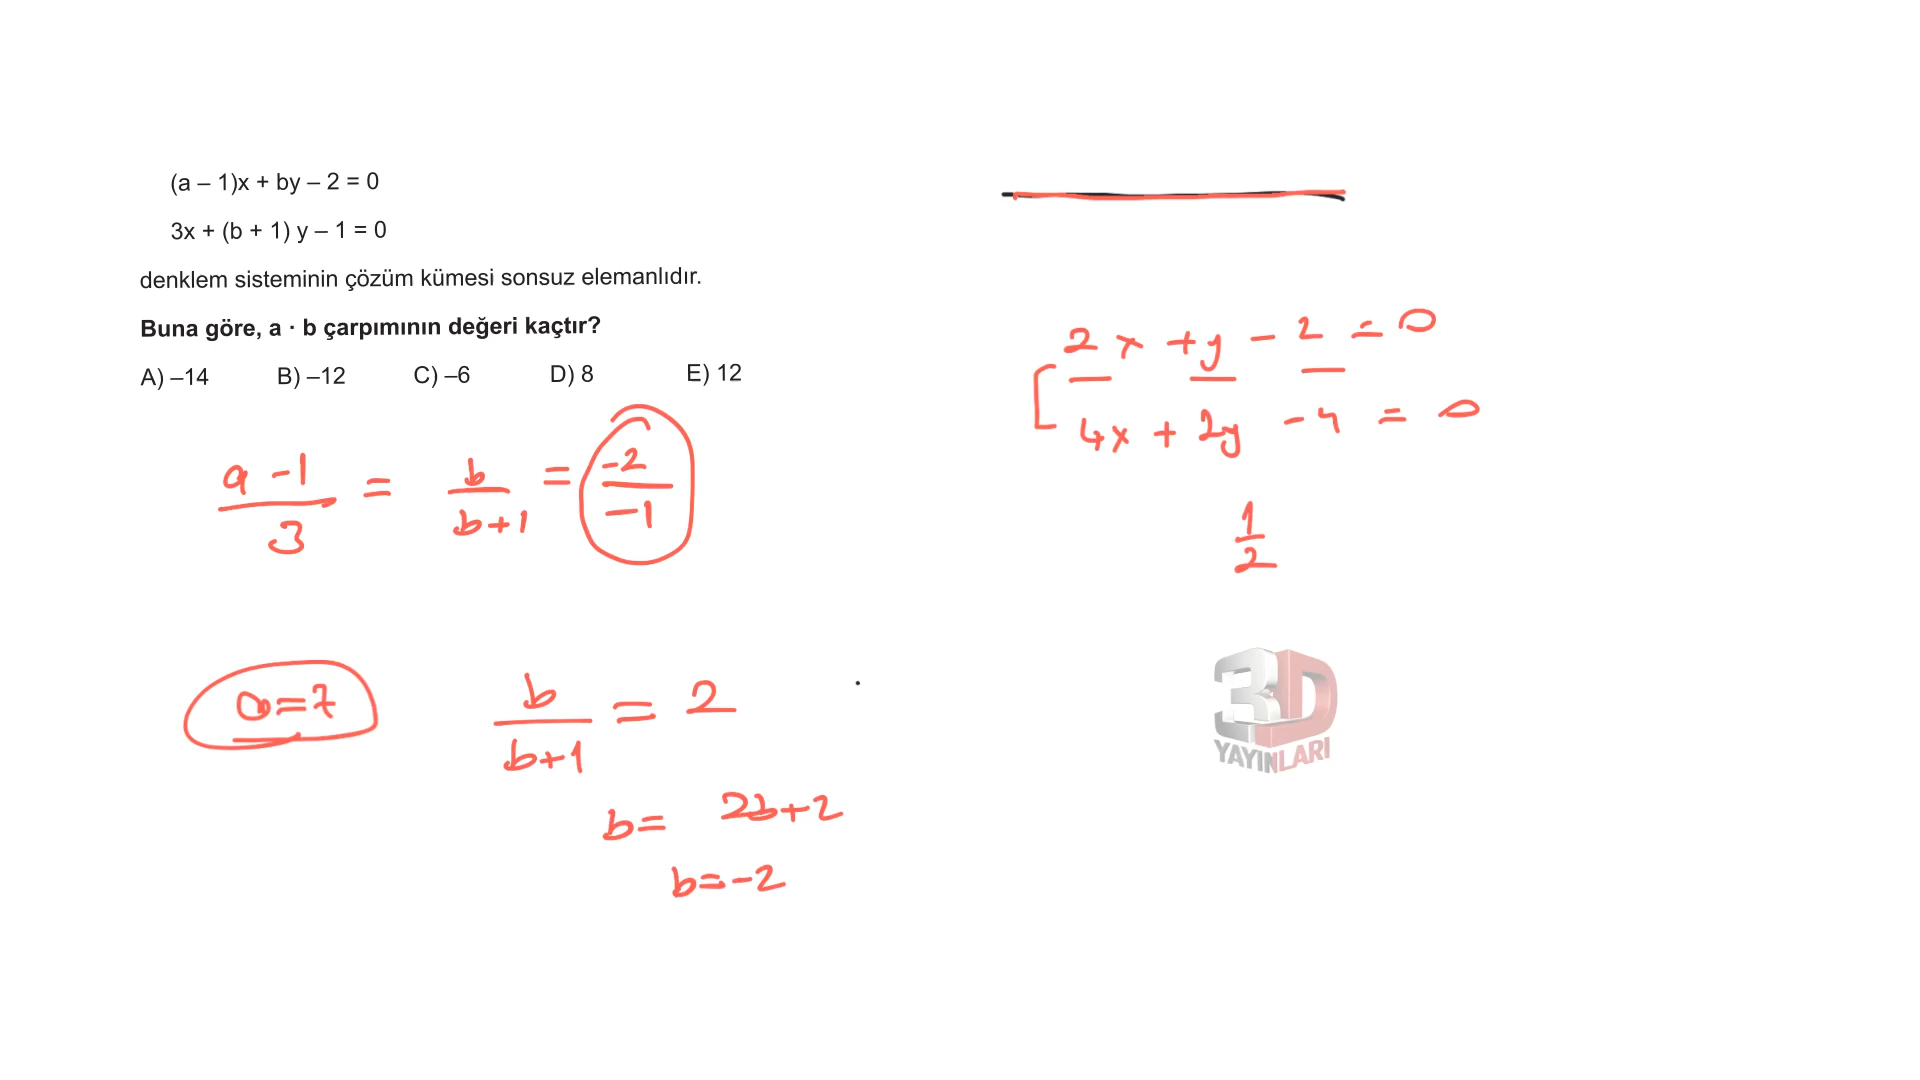 (a – 1)x + by – 2 = 0
3x + (b + 1) y – 1 = 0
denklem sisteminin çözüm kümesi sonsuz elemanlıdır.
Buna göre, a · b çarpımının değeri kaçtır?
A) –14 B) –12 C) –6 D) 8 E) 12
a - 1 / 3 = b / b+1 = -2 / -1
a=7
b / b+1 = 2
b= 2b+2
b=-2
2x +y - 2 = 0
4x + 2y - 4 = 0
1/2
3D
YAYINLARI